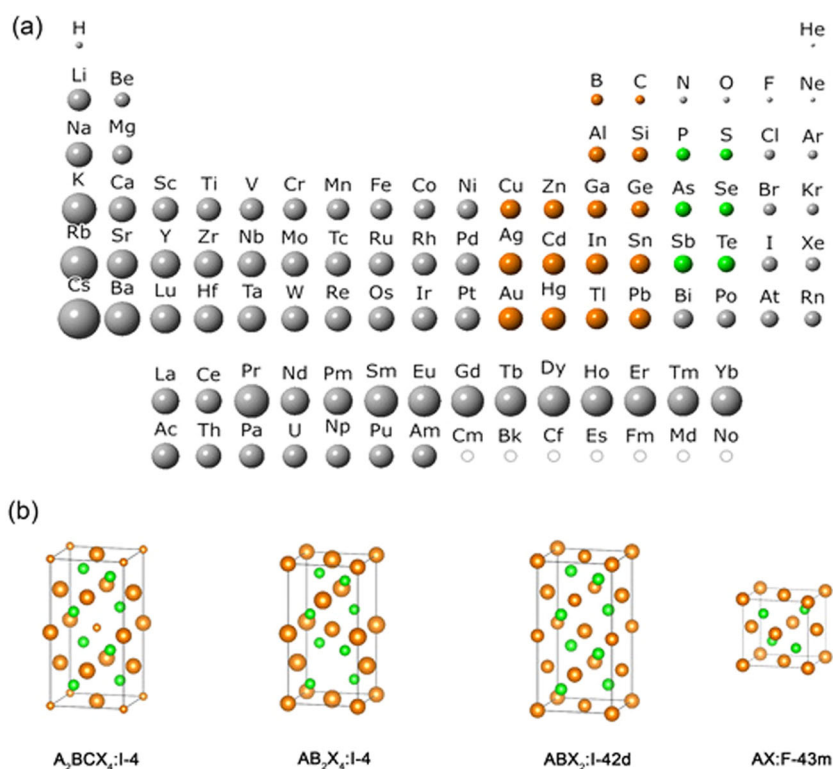 (a)
H He
Li Be B C N O F Ne
Na Mg Al Si P S Cl Ar
K Ca Sc Ti V Cr Mn Fe Co Ni Cu Zn Ga Ge As Se Br Kr
Rb Sr Y Zr Nb Mo Tc Ru Rh Pd Ag Cd In Sn Sb Te I Xe
Cs Ba Lu Hf Ta W Re Os Ir Pt Au Hg Tl Pb Bi Po At Rn
La Ce Pr Nd Pm Sm Eu Gd Tb Dy Ho Er Tm Yb
Ac Th Pa U Np Pu Am Cm Bk Cf Es Fm Md No
(b)
A₂BCX₄:I-4 AB₂X₄:I-4 ABX₂:I-42d AX:F-43m